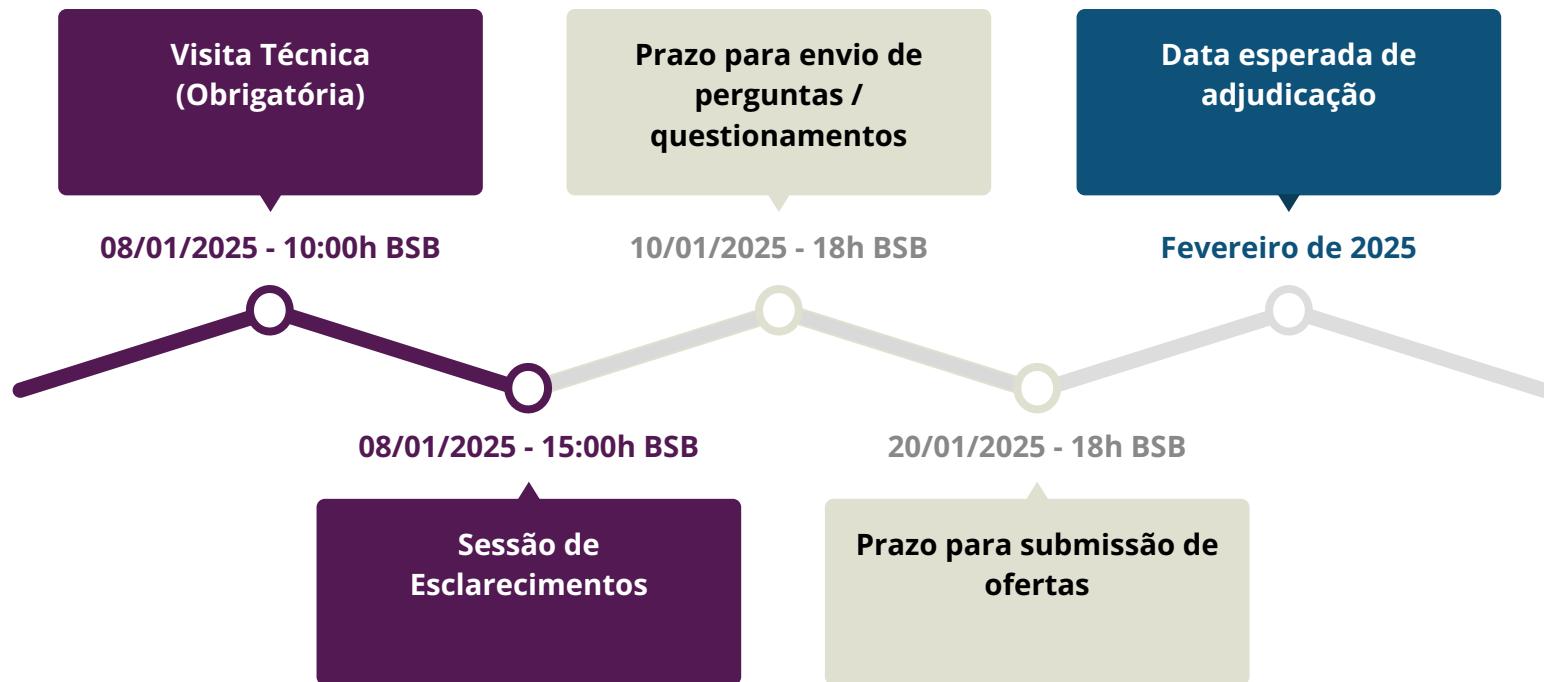 Visita Técnica
(Obrigatória)
08/01/2025 - 10:00h BSB
08/01/2025 - 15:00h BSB
Sessão de
Esclarecimentos
Prazo para envio de
perguntas /
questionamentos
10/01/2025 - 18h BSB
20/01/2025 - 18h BSB
Prazo para submissão de
ofertas
Data esperada de
adjudicação
Fevereiro de 2025